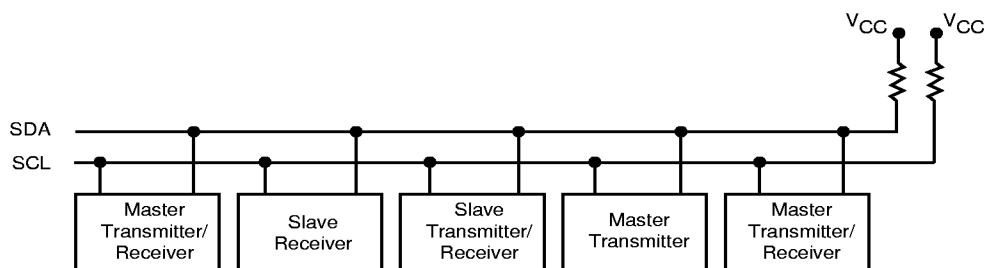 VCC
VCC
SDA
SCL
Master
Transmitter/
Receiver
Slave
Receiver
Slave
Transmitter/
Receiver
Master
Transmitter
Master
Transmitter/
Receiver